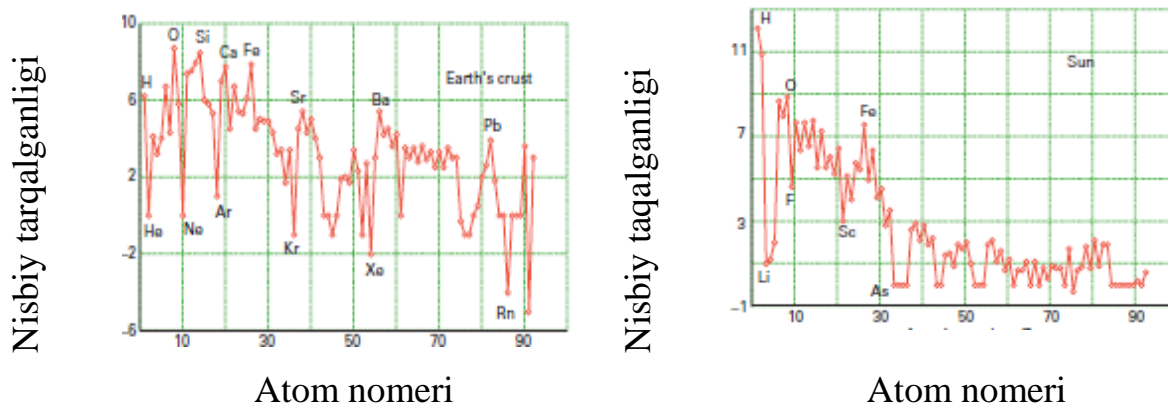 Nisbiy tarqalganligi
10
6
2
−2
−6
H
He
O
Ne
Si
Ar
Ca
Fe
Kr
Sr
Xe
Ba
Pb
Rn
Earth's crust
10
30
50
70
90
Atom nomeri
Nisbiy taqalganligi
11
7
3
−1
H
Li
O
F
Sc
Fe
As
Sun
10
30
50
70
90
Atom nomeri